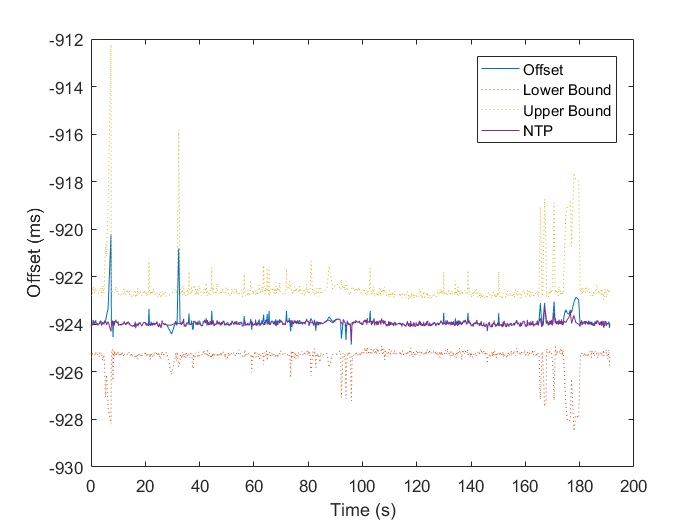 -912
-914
-916
-918
-920
-922
-924
-926
-928
-930
Offset (ms)
Offset
Lower Bound
Upper Bound
NTP
0 20 40 60 80 100 120 140 160 180 200
Time (s)